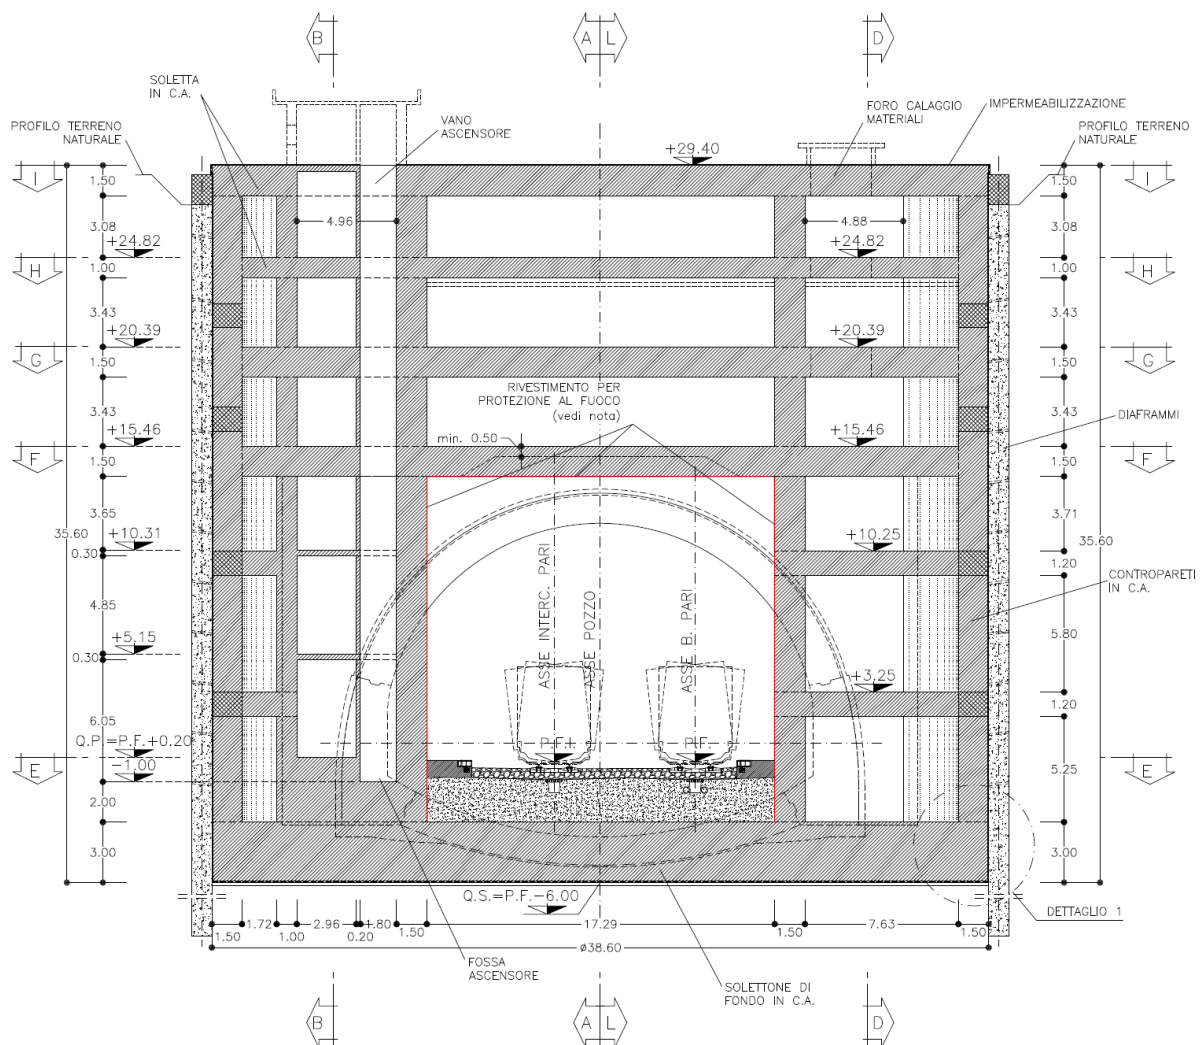 B
A
L
D
SOLETTA
IN C.A.
PROFILO TERRENO
NATURALE
VANO
ASCENSORE
FORO CALAGGIO
MATERIALI
IMPERMEABILIZZAZIONE
PROFILO TERRENO
NATURALE
+29.40
I
1.50
1.50
I
3.08
4.96
4.88
3.08
+24.82
+24.82
H
1.00
1.00
H
3.43
3.43
+20.39
+20.39
G
1.50
1.50
G
3.43
RIVESTIMENTO PER
PROTEZIONE AL FUOCO
(vedi nota)
3.43
DIAFRAMMI
+15.46
min. 0.50
+15.46
F
1.50
1.50
F
3.65
3.71
35.60
+10.31
+10.25
35.60
0.30
1.20
CONTROPARETI
IN C.A.
4.85
ASSE INTERC. PARI
ASSE POZZO
ASSE B. PARI
5.80
+5.15
0.30
+3.25
1.20
6.05
Q.P.=P.F.+0.20
P.F.I.
P.F.
E
-1.00
5.25
E
2.00
3.00
3.00
Q.S.=P.F.-6.00
DETTAGLIO 1
1.50
1.72
1.00
2.96
0.20
1.80
1.50
17.29
1.50
7.63
1.50
ø38.60
FOSSA
ASCENSORE
SOLETTONE DI
FONDO IN C.A.
B
A
L
D